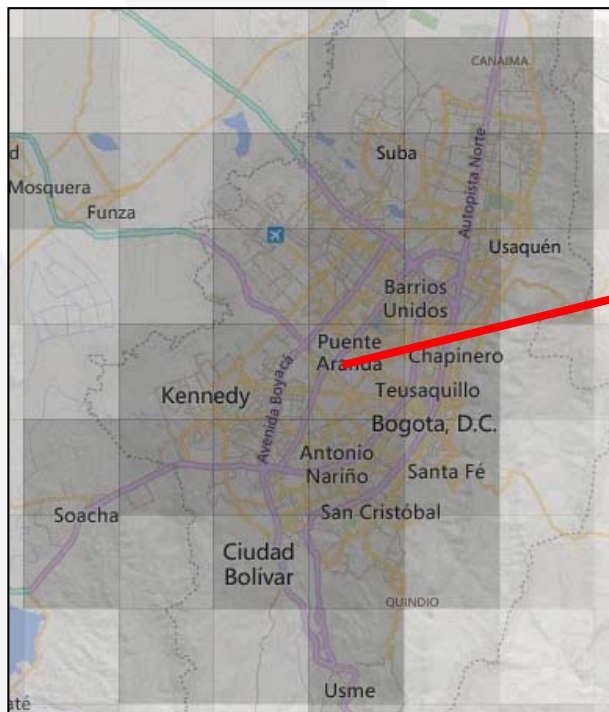 CANAIMA
Suba
Autopista Norte
d
Mosquera
Funza
Usaquén
Barrios
Unidos
Puente
Aranda
Chapinero
Avenida Boyacá
Kennedy
Teusaquillo
Bogota, D.C.
Antonio
Nariño
Santa Fé
Soacha
San Cristóbal
Ciudad
Bolívar
QUINDIO
Usme
até